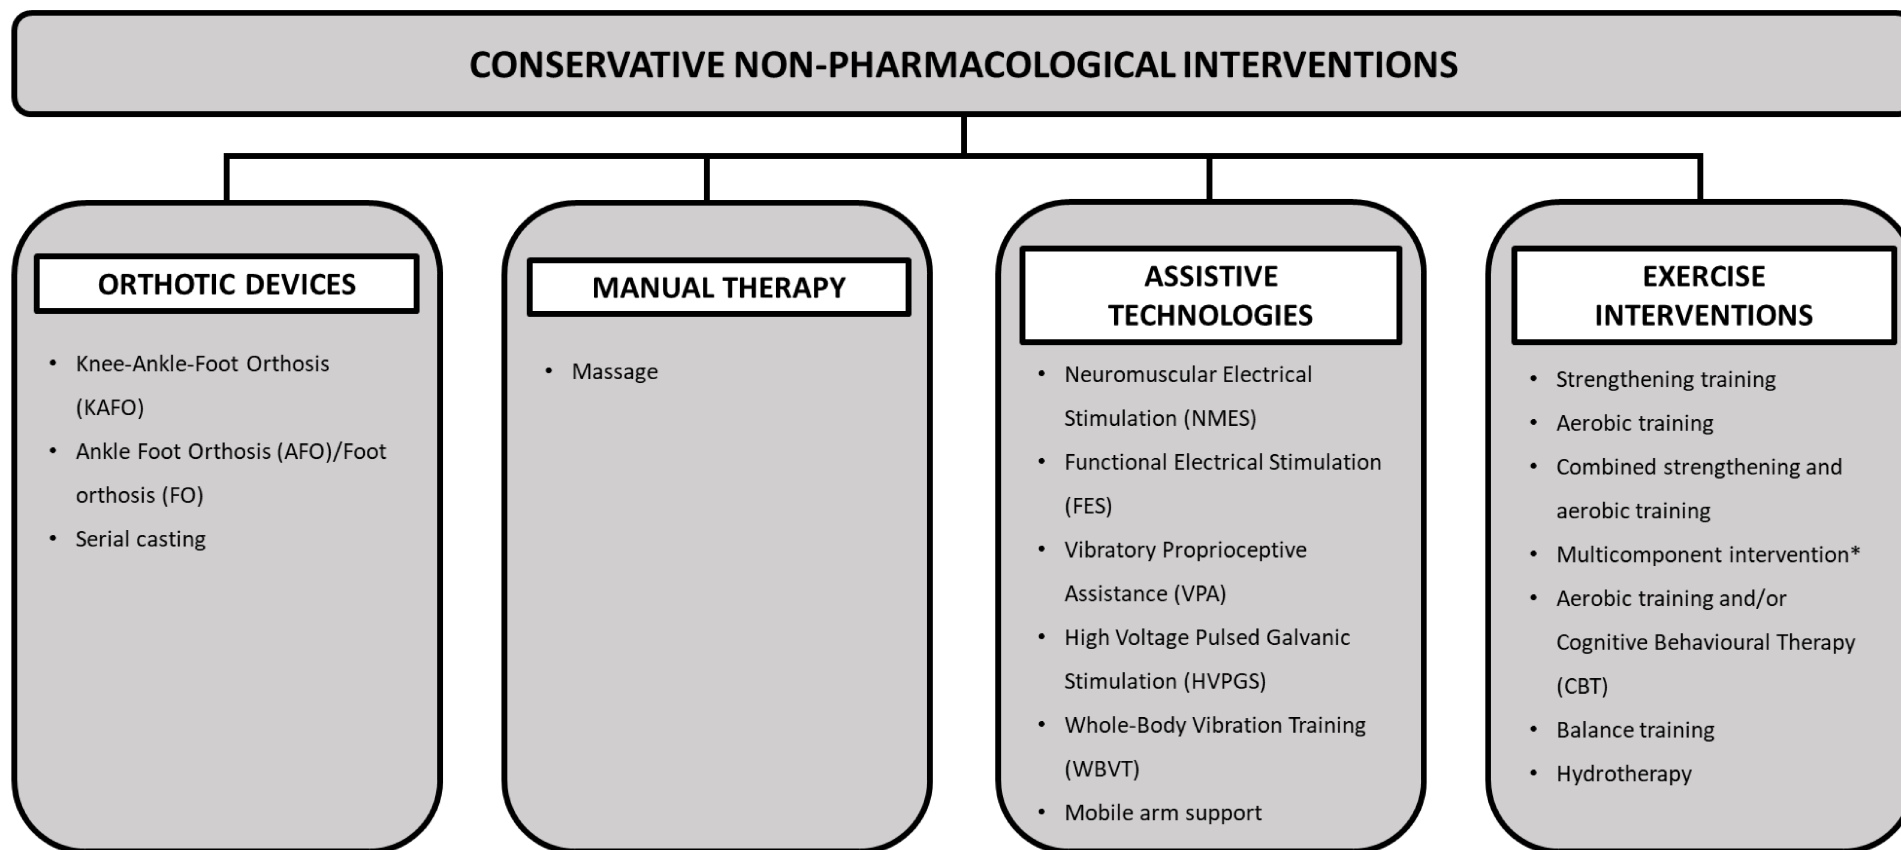 CONSERVATIVE NON-PHARMACOLOGICAL INTERVENTIONS
ORTHOTIC DEVICES
• Knee-Ankle-Foot Orthosis
(KAFO)
• Ankle Foot Orthosis (AFO)/Foot
orthosis (FO)
• Serial casting
MANUAL THERAPY
• Massage
ASSISTIVE
TECHNOLOGIES
• Neuromuscular Electrical
Stimulation (NMES)
• Functional Electrical Stimulation
(FES)
• Vibratory Proprioceptive
Assistance (VPA)
• High Voltage Pulsed Galvanic
Stimulation (HVPGS)
• Whole-Body Vibration Training
(WBVT)
• Mobile arm support
EXERCISE
INTERVENTIONS
• Strengthening training
• Aerobic training
• Combined strengthening and
aerobic training
• Multicomponent intervention*
• Aerobic training and/or
Cognitive Behavioural Therapy
(CBT)
• Balance training
• Hydrotherapy